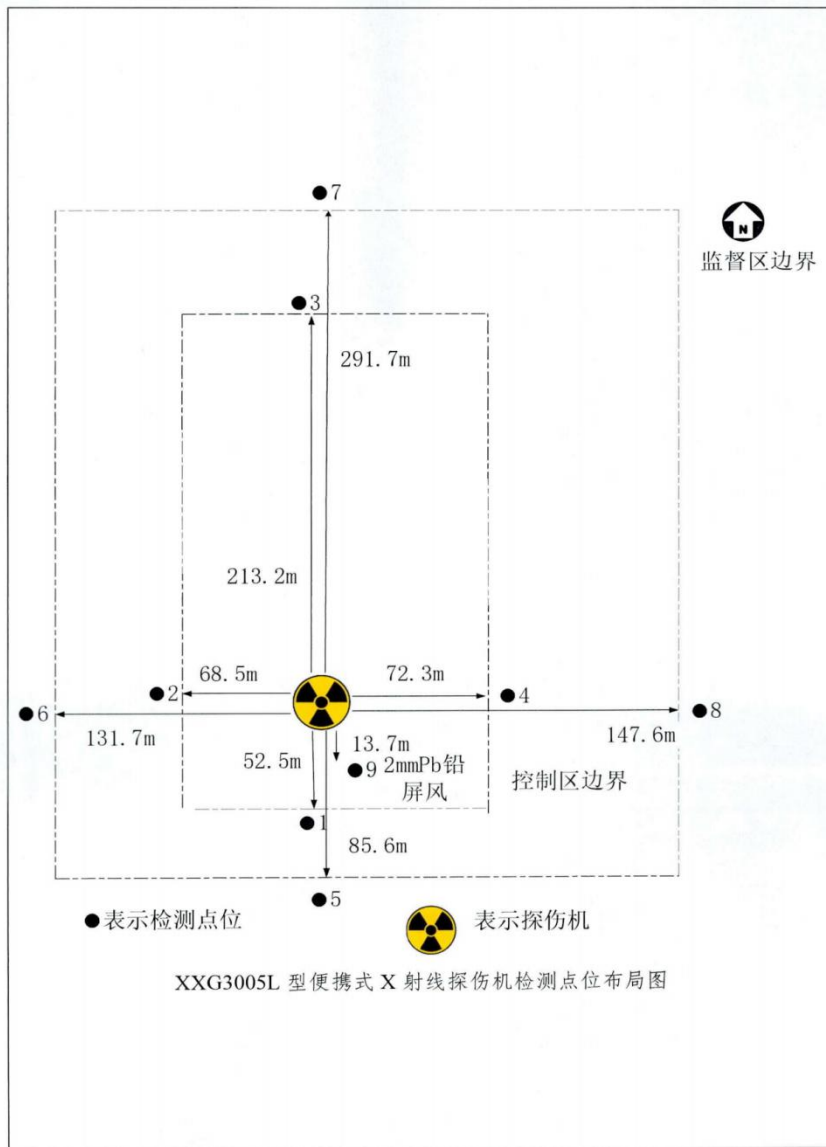 7
N
监督区边界
3
291.7m
213.2m
68.5m
72.3m
2
4
6
8
131.7m
147.6m
13.7m
52.5m
9 2mmPb铅
屏风
控制区边界
1
85.6m
5
表示检测点位
表示探伤机
XXG3005L 型便携式 X 射线探伤机检测点位布局图